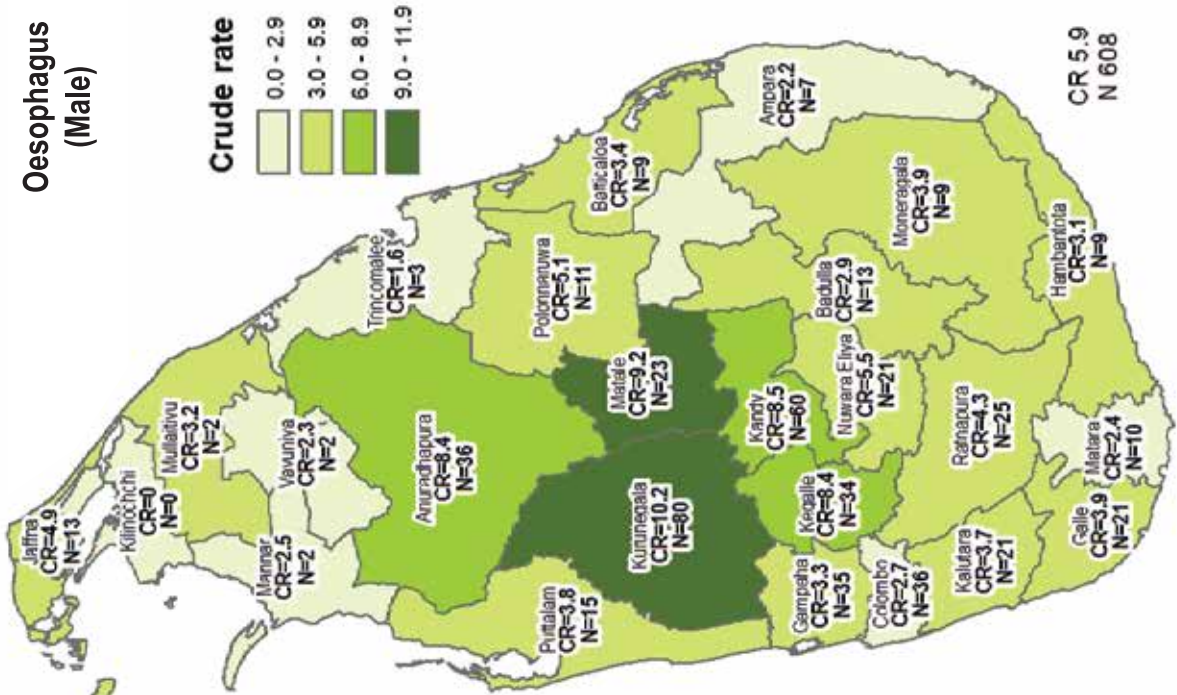 Oesophagus
(Male)
Crude rate
0.0 - 2.9
3.0 - 5.9
6.0 - 8.9
9.0 - 11.9
Jaffna
CR=4.9
N=13
Kilinochchi
CR=0
N=0
Mullaitivu
CR=3.2
N=2
Mannar
CR=2.5
N=2
Vavuniya
CR=2.3
N=2
Trincomalee
CR=1.6
N=3
Anuradhapura
CR=8.4
N=36
Polonnaruwa
CR=5.1
N=11
Batticaloa
CR=3.4
N=9
Puttalam
CR=3.8
N=15
Kurunegala
CR=10.2
N=80
Matale
CR=9.2
N=23
Ampara
CR=2.2
N=7
Kandy
CR=8.5
N=60
Kegalle
CR=8.4
N=34
Gampaha
CR=3.3
N=35
Nuwara Eliya
CR=5.5
N=21
Badulla
CR=2.9
N=13
Moneragala
CR=3.9
N=9
Colombo
CR=2.7
N=36
Kalutara
CR=3.7
N=21
Ratnapura
CR=4.3
N=25
Galle
CR=3.9
N=21
Matara
CR=2.4
N=10
Hambantota
CR=3.1
N=9
CR 5.9
N 608